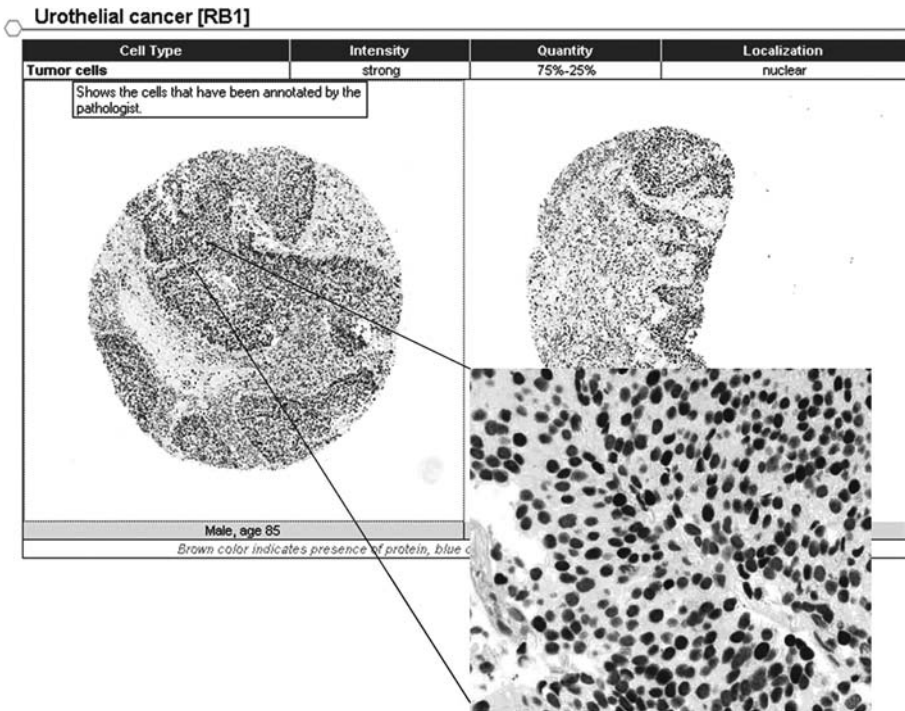 Urothelial cancer [RB1]
Cell Type Intensity Quantity Localization
Tumor cells strong 75%-25% nuclear
Shows the cells that have been annotated by the
pathologist.
Male, age 85
Brown color indicates presence of protein, blue